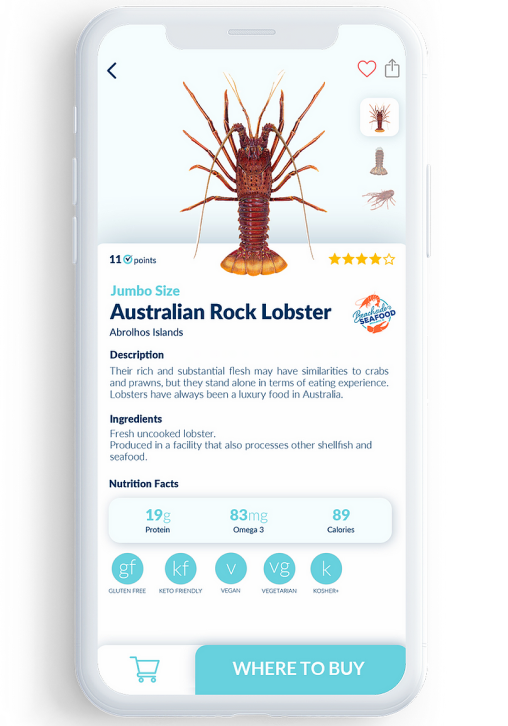 11 points
Jumbo Size
Australian Rock Lobster
Abrolhos Islands
Beachside
SEAFOOD
Description
Their rich and substantial flesh may have similarities to crabs
and prawns, but they stand alone in terms of eating experience.
Lobsters have always been a luxury food in Australia.
Ingredients
Fresh uncooked lobster.
Produced in a facility that also processes other shellfish and
seafood.
Nutrition Facts
19g 83mg 89
Protein Omega 3 Calories
gf kf v vg k
GLUTEN FREE KETO FRIENDLY VEGAN VEGETARIAN KOSHER+
WHERE TO BUY